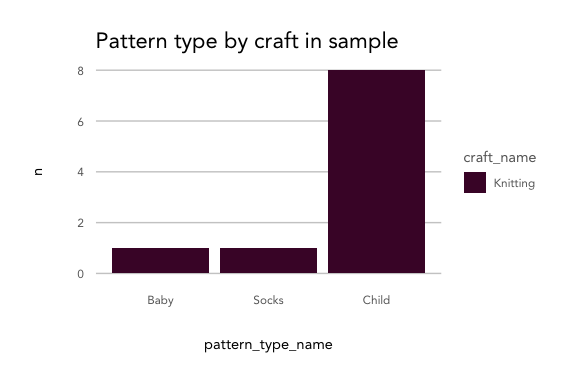 Pattern type by craft in sample
8
6
4
2
0
n
Baby Socks Child
pattern_type_name
craft_name
Knitting